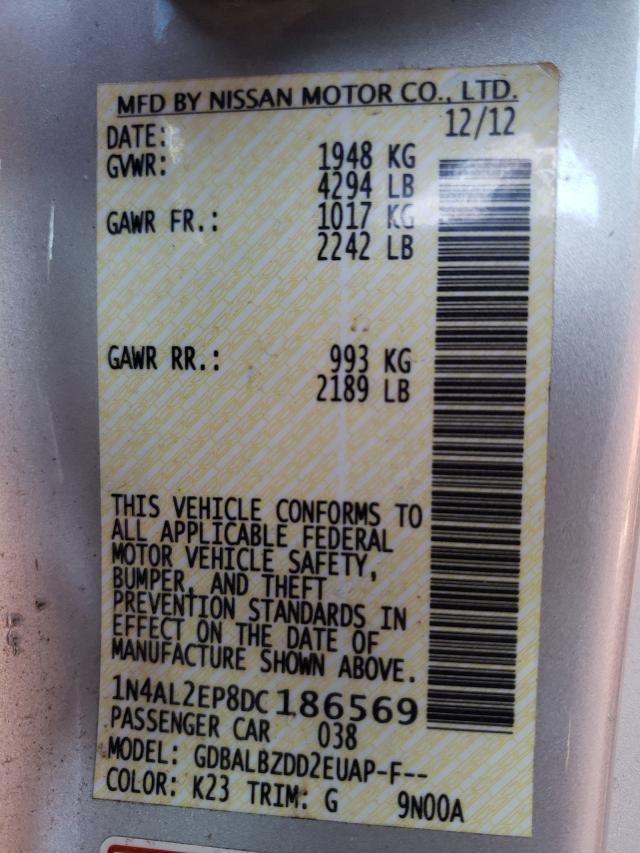 MFD BY NISSAN MOTOR CO., LTD.
DATE: 12/12
GVWR: 1948 KG
4294 LB
GAWR FR.: 1017 KG
2242 LB
GAWR RR.: 993 KG
2189 LB
THIS VEHICLE CONFORMS TO
ALL APPLICABLE FEDERAL
MOTOR VEHICLE SAFETY,
BUMPER, AND THEFT
PREVENTION STANDARDS IN
EFFECT ON THE DATE OF
MANUFACTURE SHOWN ABOVE.
1N4AL2EP8DC186569
PASSENGER CAR 038
MODEL: GDBALBZDD2EUAP-F--
COLOR: K23 TRIM: G 9N00A